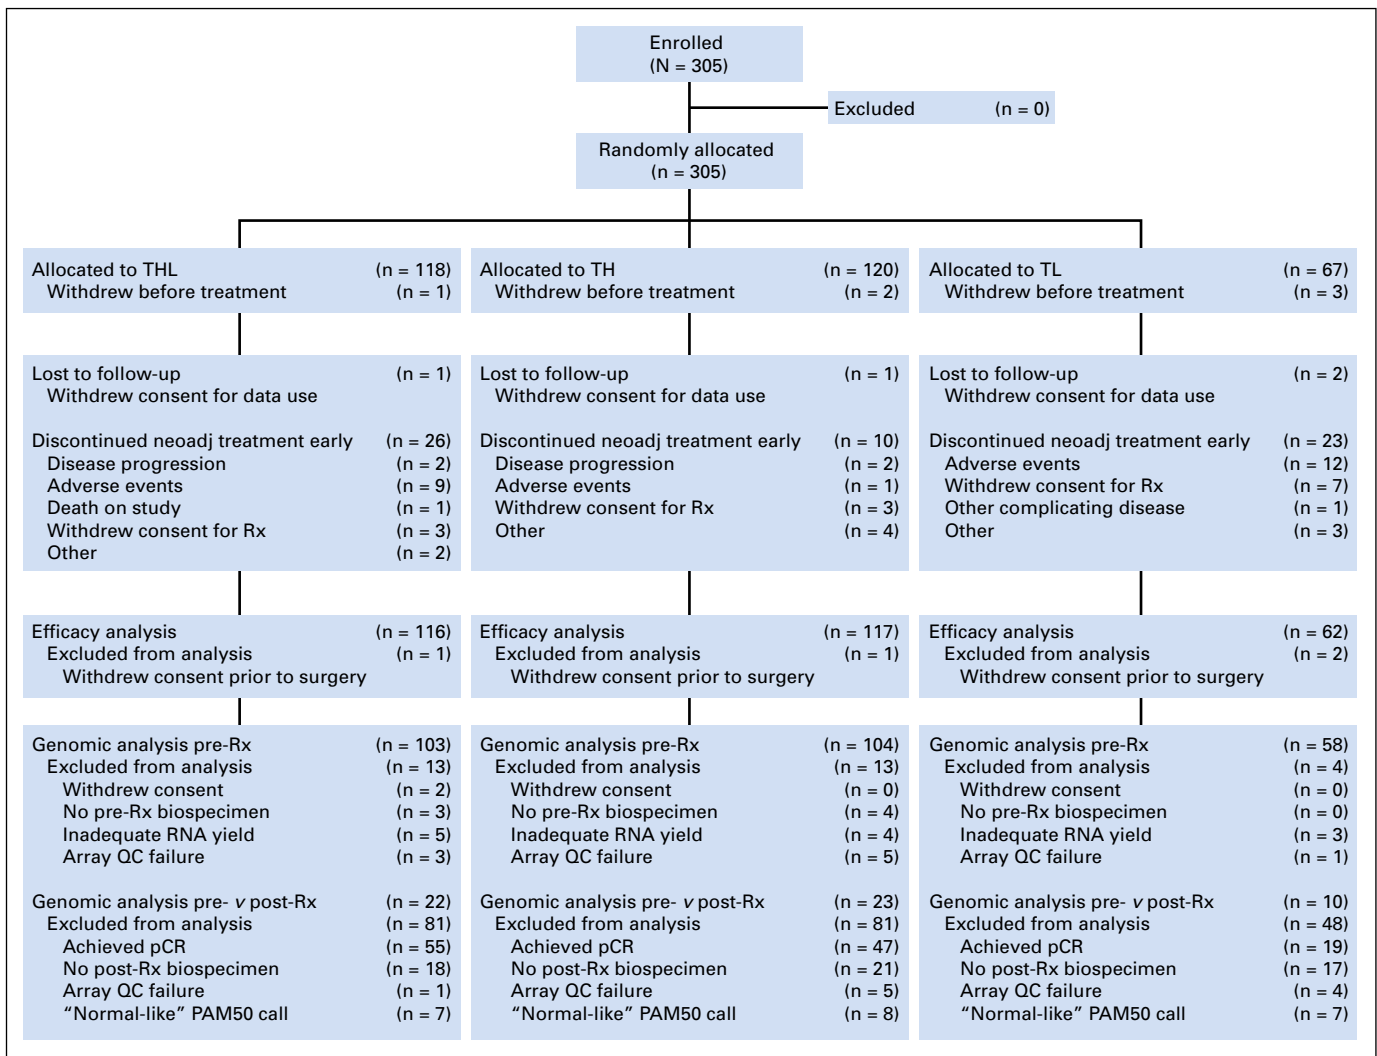 Enrolled
(N = 305)
Excluded (n = 0)
Randomly allocated
(n = 305)
Allocated to THL (n = 118)
Withdrew before treatment (n = 1)
Lost to follow-up (n = 1)
Withdrew consent for data use
Discontinued neoadj treatment early (n = 26)
Disease progression (n = 2)
Adverse events (n = 9)
Death on study (n = 1)
Withdrew consent for Rx (n = 3)
Other (n = 2)
Efficacy analysis (n = 116)
Excluded from analysis (n = 1)
Withdrew consent prior to surgery
Genomic analysis pre-Rx (n = 103)
Excluded from analysis (n = 13)
Withdrew consent (n = 2)
No pre-Rx biospecimen (n = 3)
Inadequate RNA yield (n = 5)
Array QC failure (n = 3)
Genomic analysis pre- v post-Rx (n = 22)
Excluded from analysis (n = 81)
Achieved pCR (n = 55)
No post-Rx biospecimen (n = 18)
Array QC failure (n = 1)
“Normal-like” PAM50 call (n = 7)
Allocated to TH (n = 120)
Withdrew before treatment (n = 2)
Lost to follow-up (n = 1)
Withdrew consent for data use
Discontinued neoadj treatment early (n = 10)
Disease progression (n = 2)
Adverse events (n = 1)
Withdrew consent for Rx (n = 3)
Other (n = 4)
Efficacy analysis (n = 117)
Excluded from analysis (n = 1)
Withdrew consent prior to surgery
Genomic analysis pre-Rx (n = 104)
Excluded from analysis (n = 13)
Withdrew consent (n = 0)
No pre-Rx biospecimen (n = 4)
Inadequate RNA yield (n = 4)
Array QC failure (n = 5)
Genomic analysis pre- v post-Rx (n = 23)
Excluded from analysis (n = 81)
Achieved pCR (n = 47)
No post-Rx biospecimen (n = 21)
Array QC failure (n = 5)
“Normal-like” PAM50 call (n = 8)
Allocated to TL (n = 67)
Withdrew before treatment (n = 3)
Lost to follow-up (n = 2)
Withdrew consent for data use
Discontinued neoadj treatment early (n = 23)
Adverse events (n = 12)
Withdrew consent for Rx (n = 7)
Other complicating disease (n = 1)
Other (n = 3)
Efficacy analysis (n = 62)
Excluded from analysis (n = 2)
Withdrew consent prior to surgery
Genomic analysis pre-Rx (n = 58)
Excluded from analysis (n = 4)
Withdrew consent (n = 0)
No pre-Rx biospecimen (n = 0)
Inadequate RNA yield (n = 3)
Array QC failure (n = 1)
Genomic analysis pre- v post-Rx (n = 10)
Excluded from analysis (n = 48)
Achieved pCR (n = 19)
No post-Rx biospecimen (n = 17)
Array QC failure (n = 4)
“Normal-like” PAM50 call (n = 7)